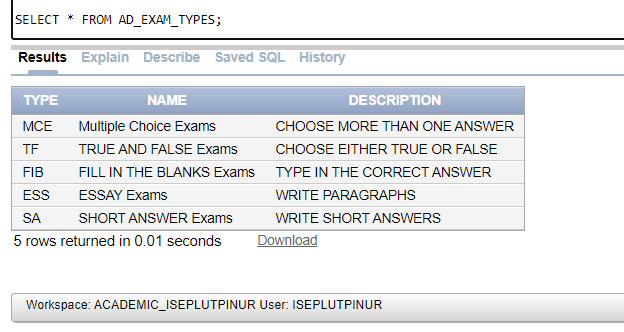 SELECT * FROM AD_EXAM_TYPES;
Results Explain Describe Saved SQL History
TYPE NAME DESCRIPTION
MCE Multiple Choice Exams CHOOSE MORE THAN ONE ANSWER
TF TRUE AND FALSE Exams CHOOSE EITHER TRUE OR FALSE
FIB FILL IN THE BLANKS Exams TYPE IN THE CORRECT ANSWER
ESS ESSAY Exams WRITE PARAGRAPHS
SA SHORT ANSWER Exams WRITE SHORT ANSWERS
5 rows returned in 0.01 seconds Download
Workspace: ACADEMIC_ISEPLUTPINUR User: ISEPLUTPINUR